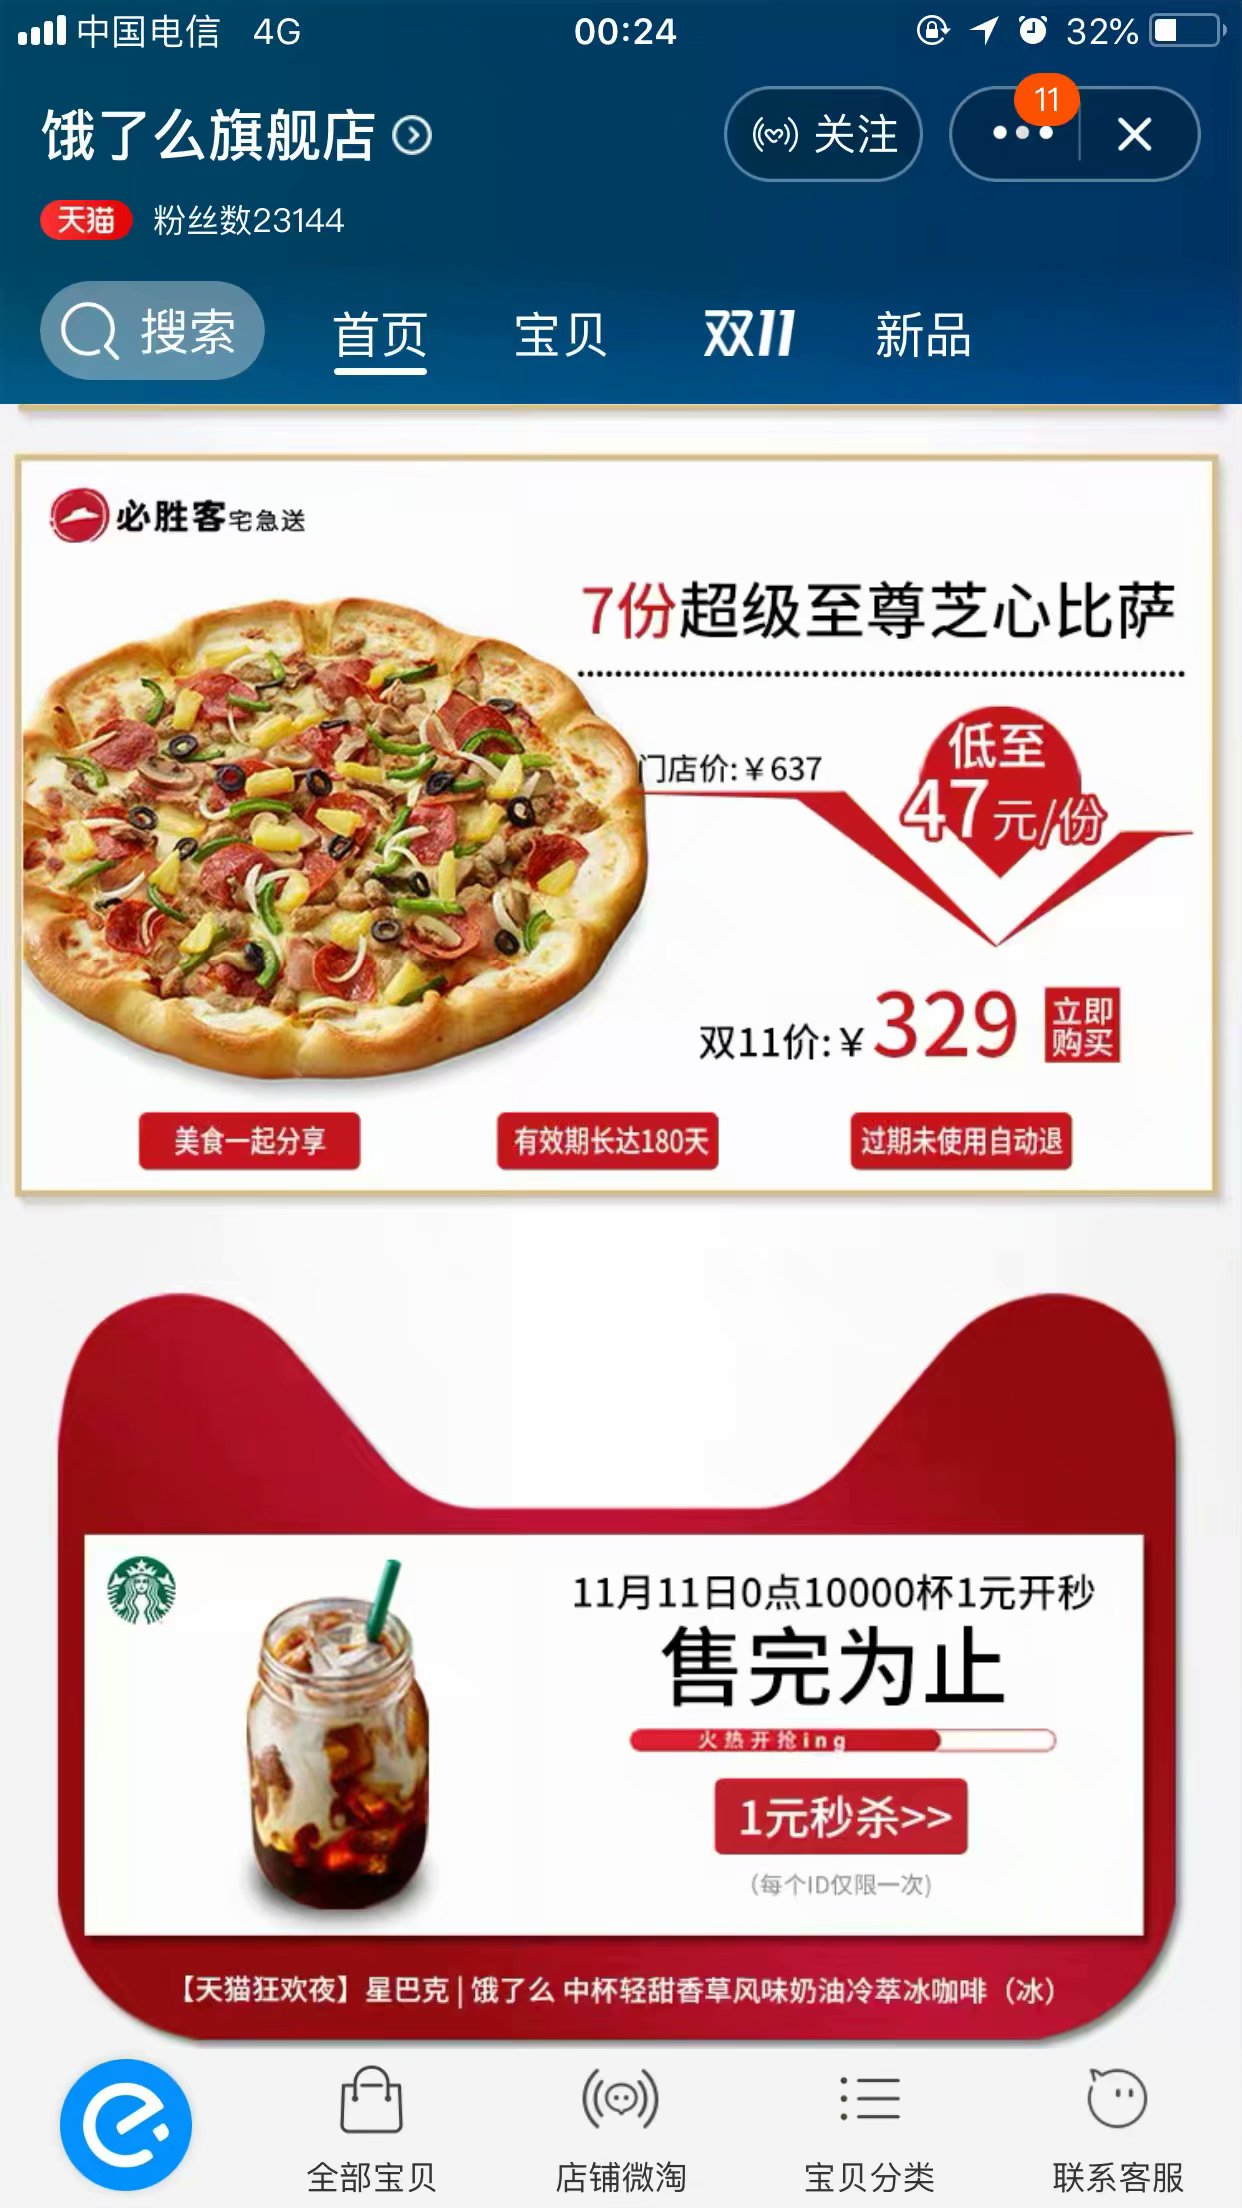 中国电信 4G 00:24 32%
饿了么旗舰店
关注
11
天猫 粉丝数23144
搜索 首页 宝贝 双11 新品
必胜客宅急送
7份超级至尊芝心比萨
门店价:￥637
低至
47元/份
双11价:￥329
立即
购买
美食一起分享 有效期长达180天 过期未使用自动退
11月11日0点10000杯1元开秒
售完为止
火热开抢ing
1元秒杀>>
(每个ID仅限一次)
【天猫狂欢夜】星巴克|饿了么 中杯轻甜香草风味奶油冷萃冰咖啡（冰）
全部宝贝 店铺微淘 宝贝分类 联系客服